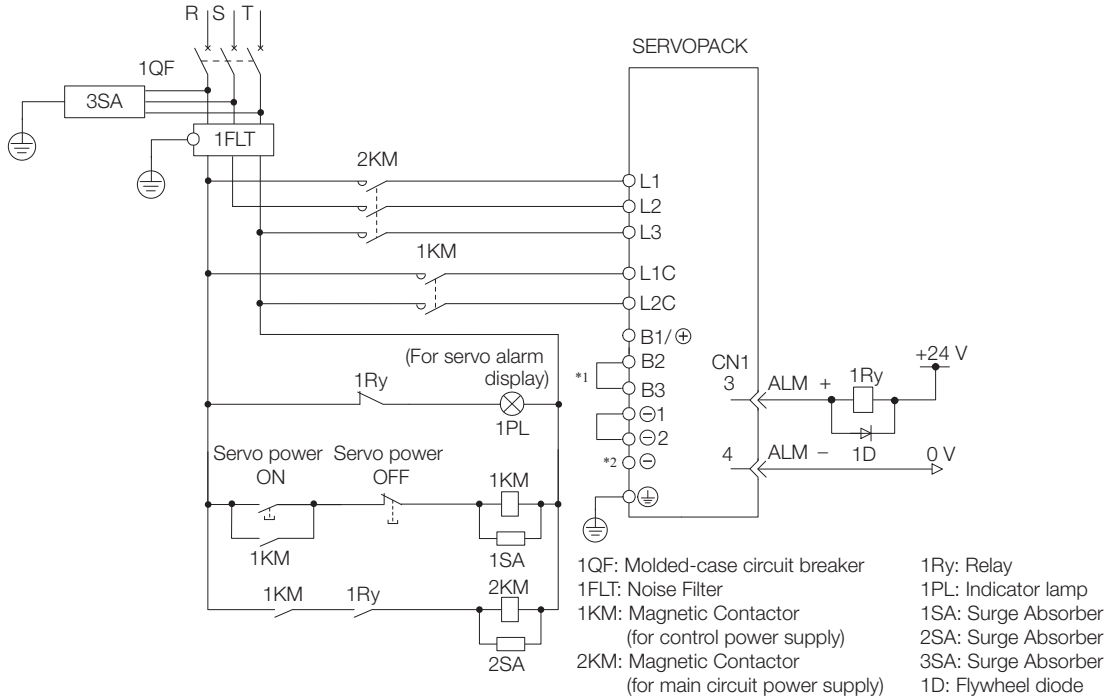 R S T
SERVOPACK
1QF
3SA
1FLT
2KM
L1
L2
L3
1KM
L1C
L2C
B1/⊕
(For servo alarm
display)
B2
CN1
+24 V
*1
1Ry
B3
3
ALM +
1Ry
⊖1
1PL
⊖2
1D
Servo power
ON
Servo power
OFF
*2
⊖
4
ALM −
0 V
1KM
1KM
1SA
1KM
1Ry
2KM
2SA
1QF: Molded-case circuit breaker
1FLT: Noise Filter
1KM: Magnetic Contactor
(for control power supply)
2KM: Magnetic Contactor
(for main circuit power supply)
1Ry: Relay
1PL: Indicator lamp
1SA: Surge Absorber
2SA: Surge Absorber
3SA: Surge Absorber
1D: Flywheel diode